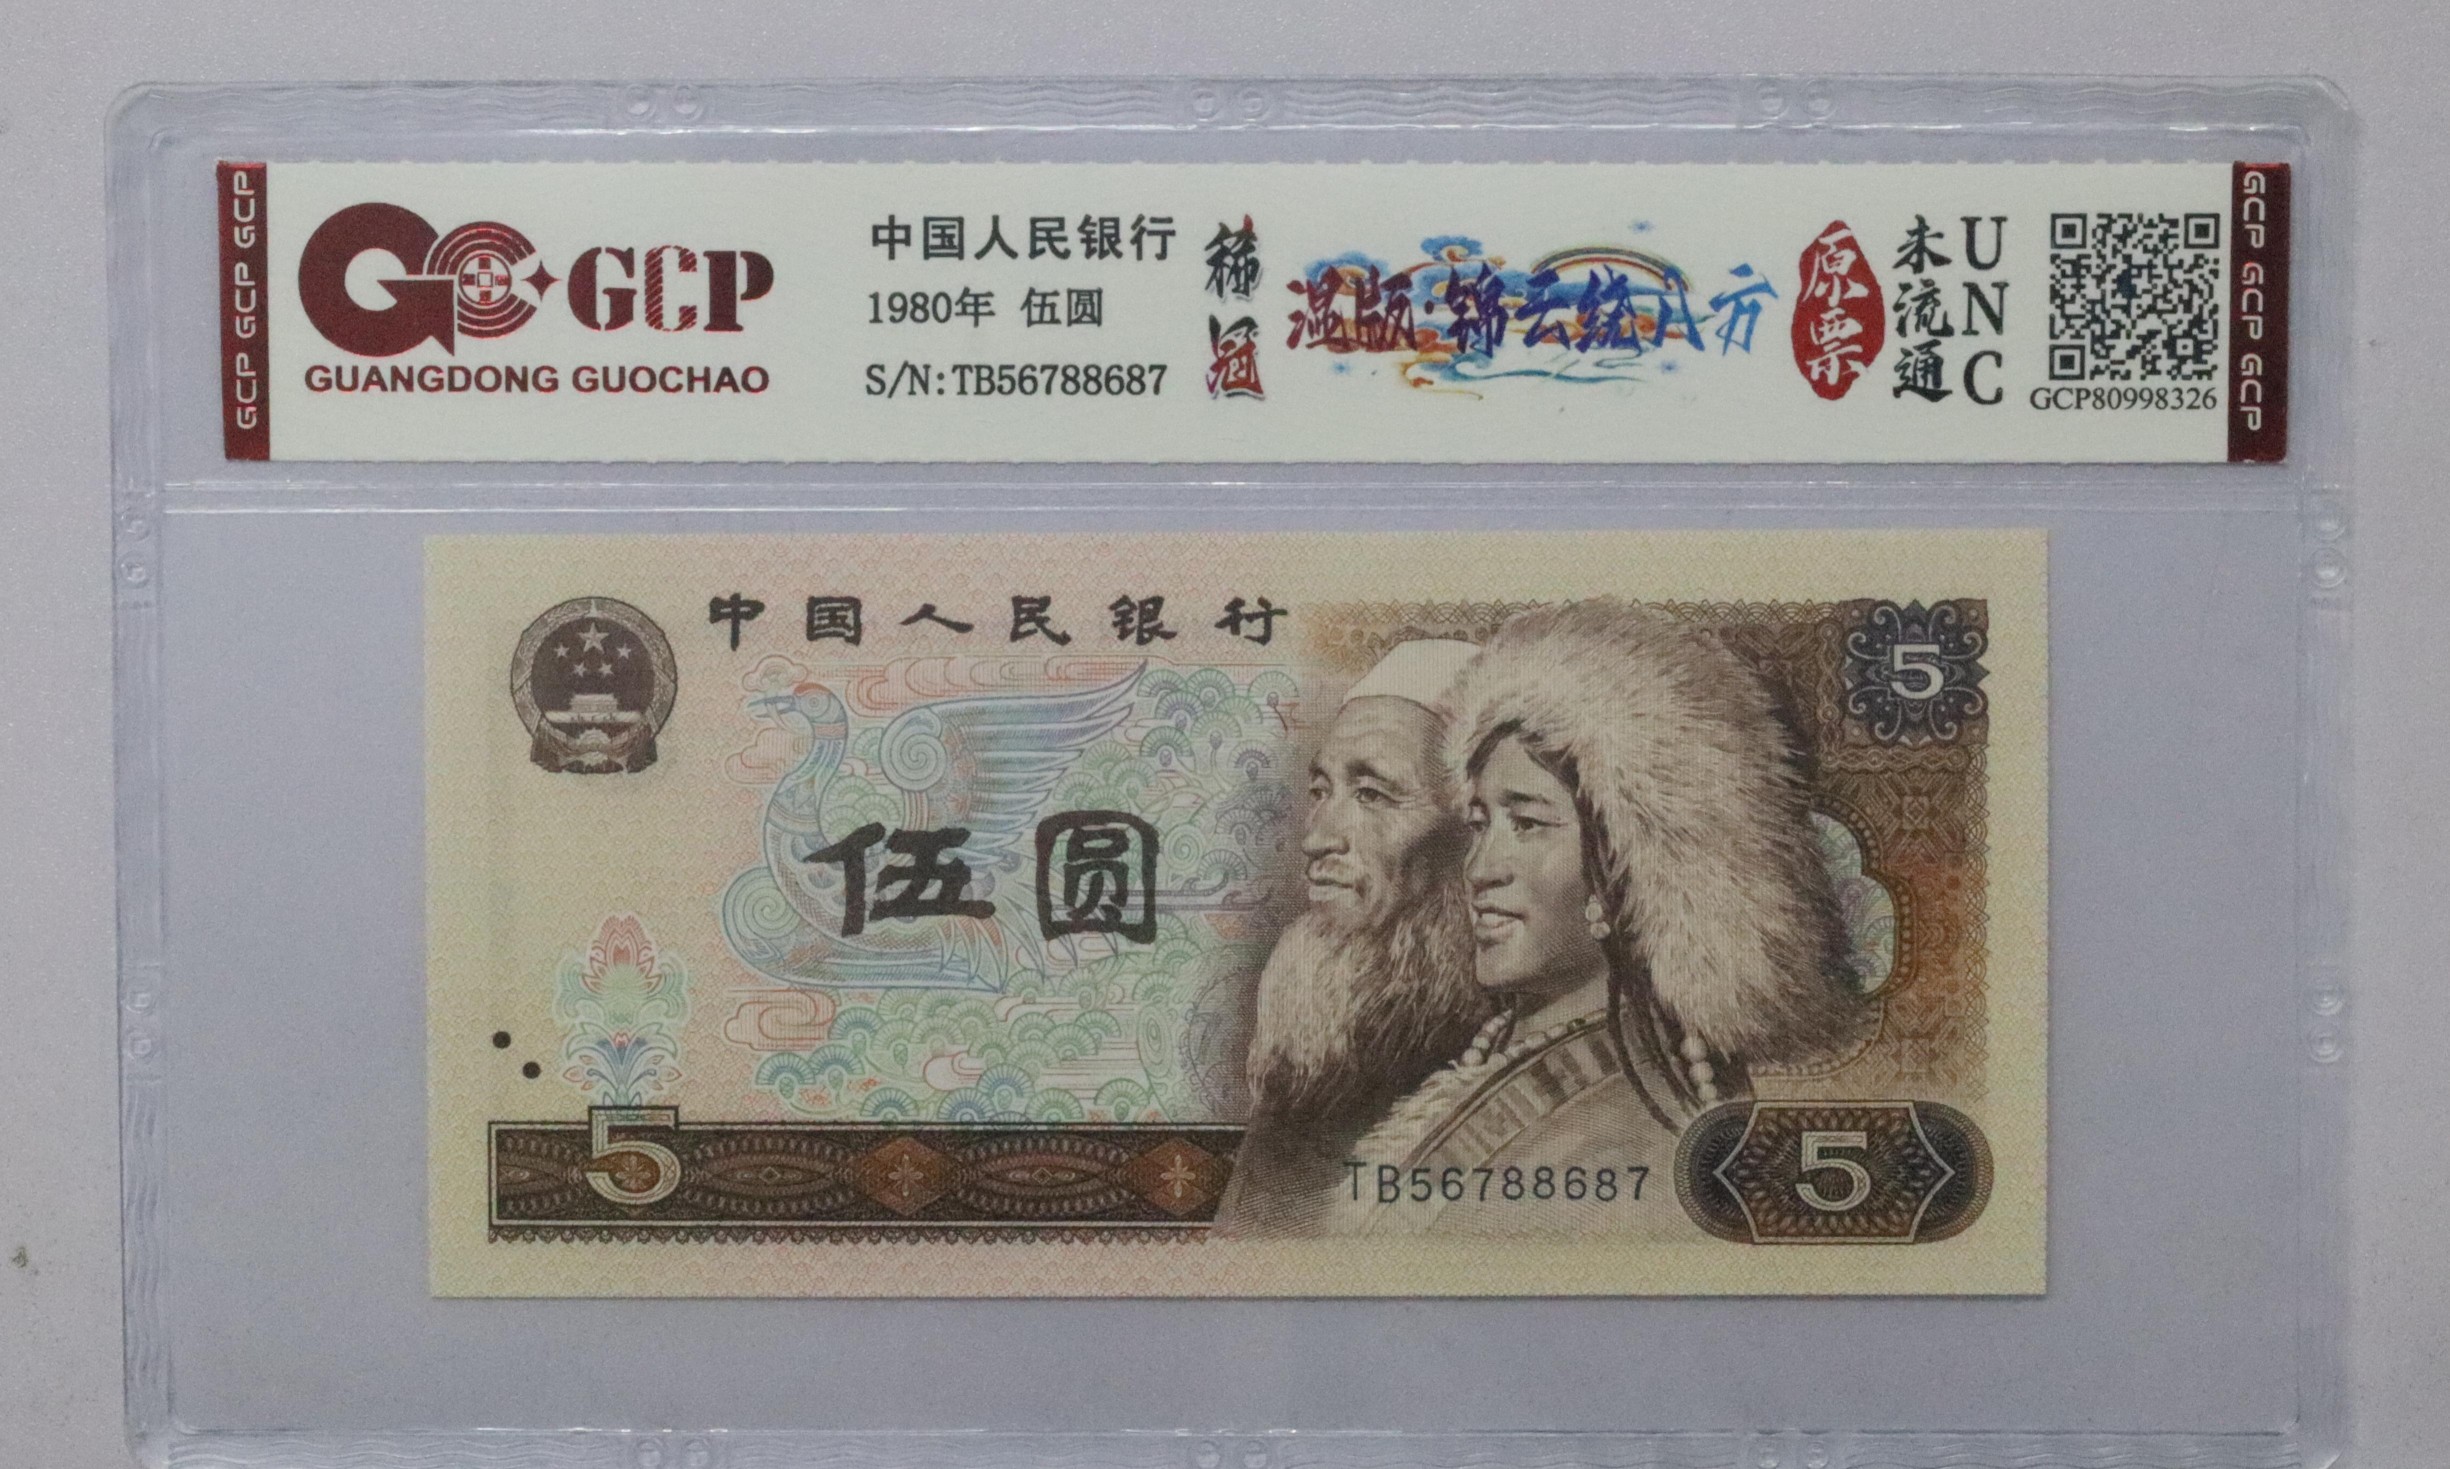 GCP GCP GCP
GCP
GUANGDONG GUOCHAO
中国人民银行
1980年 伍圆
S/N:TB56788687
稀冠
温版·锦云绕八方
原票
未流通
UNC
GCP80998326
GCP GCP GCP
中国人民银行
5
伍圆
5
TB56788687
5